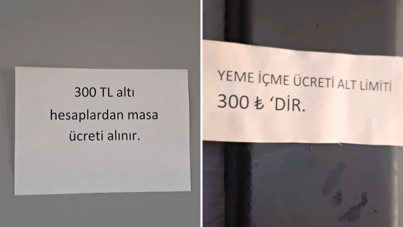 300 TL altı
hesaplardan masa
ücreti alınır.
YEME İÇME ÜCRETİ ALT LİMİTİ
300 ₺ ‘DİR.